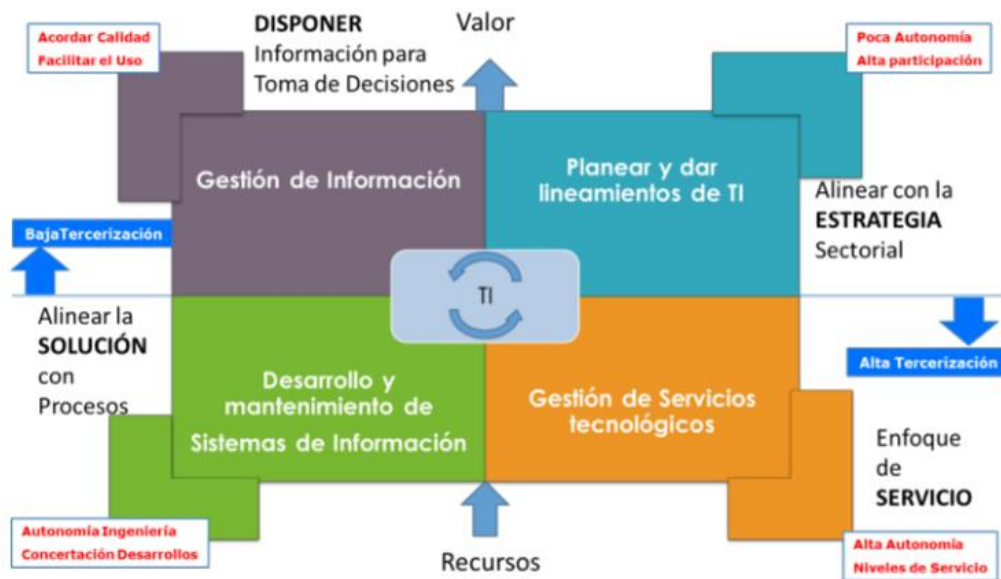 Acordar Calidad
Facilitar el Uso
DISPONER
Información para
Toma de Decisiones
Valor
Poca Autonomía
Alta participación
Gestión de Información
Planear y dar
lineamientos de TI
Alinear con la
ESTRATEGIA
Sectorial
BajaTercerización
TI
Alinear la
SOLUCIÓN
con
Procesos
Alta Tercerización
Desarrollo y
mantenimiento de
Sistemas de Información
Gestión de Servicios
tecnológicos
Enfoque
de
SERVICIO
Autonomía Ingeniería
Concertación Desarrollos
Recursos
Alta Autonomía
Niveles de Servicio